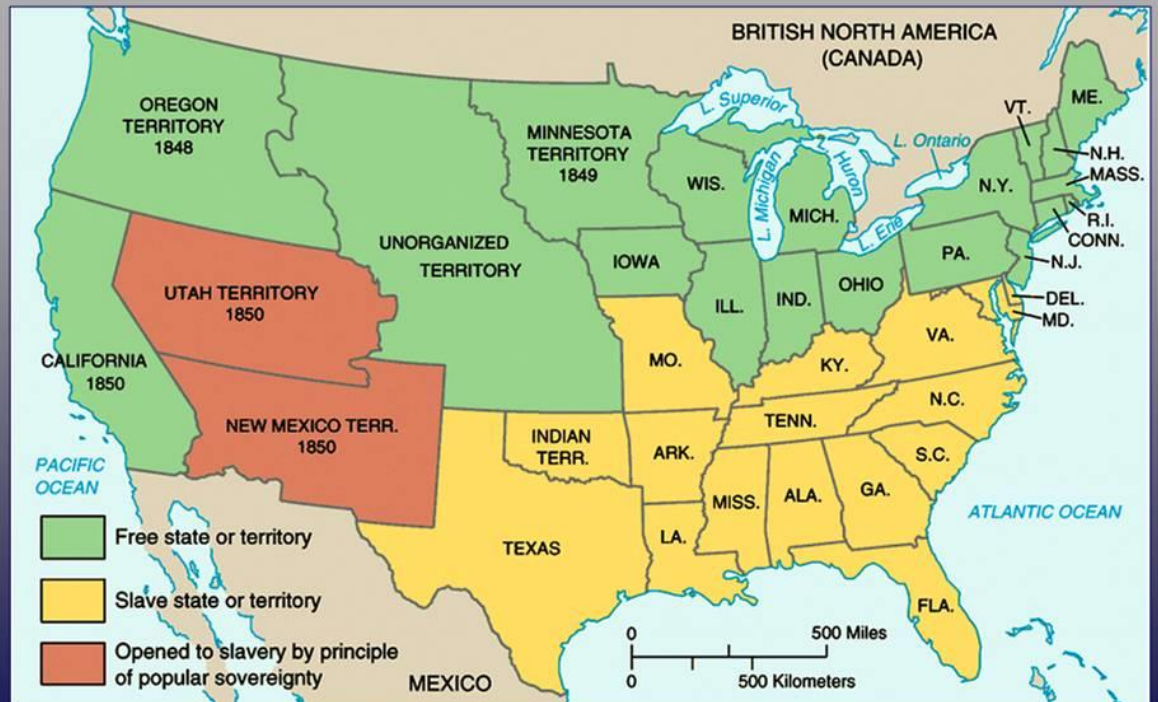 BRITISH NORTH AMERICA
(CANADA)
OREGON
TERRITORY
1848
MINNESOTA
TERRITORY
1849
L. Superior
L. Michigan
L. Huron
L. Ontario
L. Erie
VT.
ME.
N.H.
MASS.
N.Y.
R.I.
CONN.
N.J.
PA.
DEL.
MD.
WIS.
MICH.
UNORGANIZED
TERRITORY
IOWA
ILL.
IND.
OHIO
UTAH TERRITORY
1850
CALIFORNIA
1850
NEW MEXICO TERR.
1850
MO.
KY.
VA.
N.C.
TENN.
S.C.
INDIAN
TERR.
ARK.
MISS.
ALA.
GA.
LA.
TEXAS
FLA.
PACIFIC
OCEAN
ATLANTIC OCEAN
MEXICO
Free state or territory
Slave state or territory
Opened to slavery by principle
of popular sovereignty
0 500 Miles
0 500 Kilometers